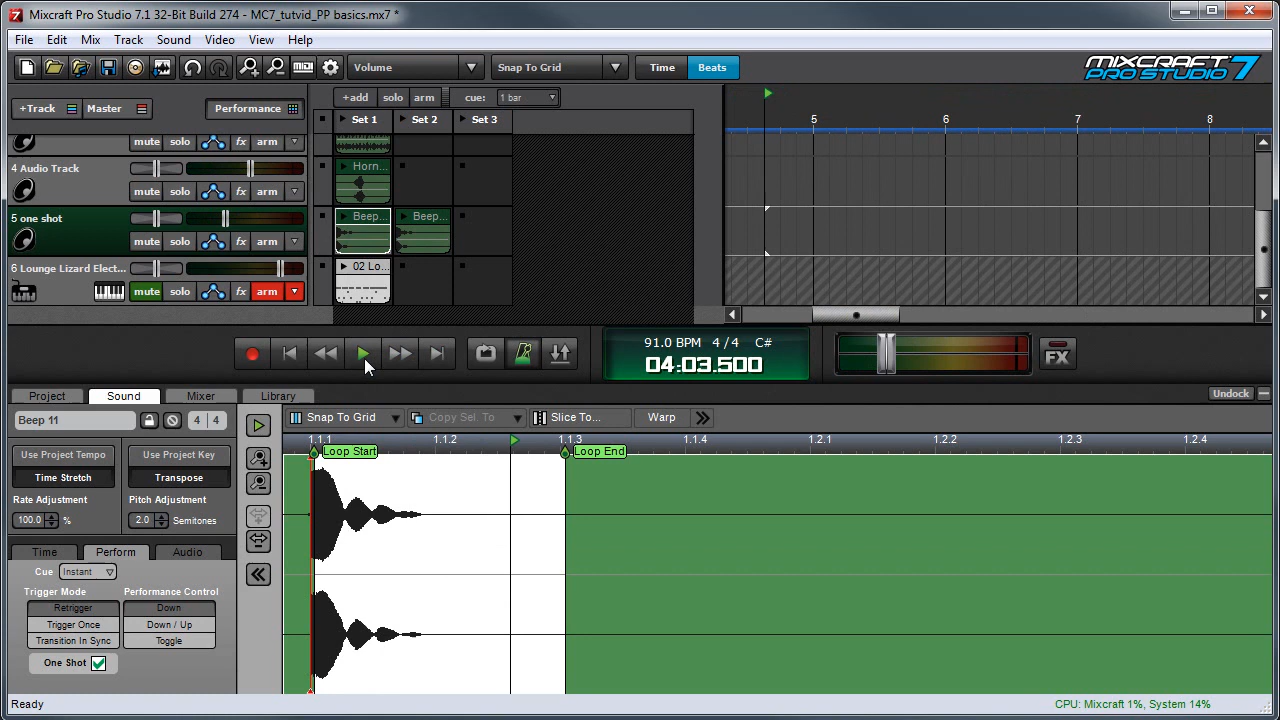 Mixcraft Pro Studio 7.1 32-Bit Build 274 - MC7_tutvid_PP basics.mx7 *
File Edit Mix Track Sound Video View Help
Volume Snap To Grid Time Beats
MIXCRAFT PRO STUDIO 7
+Track Master Performance
+add solo arm cue: 1 bar
Set 1 Set 2 Set 3
5 6 7 8
mute solo fx arm
4 Audio Track
mute solo fx arm
Horn...
5 one shot
mute solo fx arm
Beep... Beep...
6 Lounge Lizard Elect...
mute solo fx arm
02 Lo...
91.0 BPM 4 / 4 C#
04:03.500
FX
Project Sound Mixer Library
Undock
Beep 11 4 4
Snap To Grid Copy Sel. To Slice To... Warp
1.1.1 1.1.2 1.1.3 1.1.4 1.2.1 1.2.2 1.2.3 1.2.4
Loop Start Loop End
Use Project Tempo Use Project Key
Time Stretch Transpose
Rate Adjustment Pitch Adjustment
100.0 % 2.0 Semitones
Time Perform Audio
Cue Instant
Trigger Mode Performance Control
Retrigger Down
Trigger Once Down / Up
Transition In Sync Toggle
One Shot
Ready
CPU: Mixcraft 1%, System 14%